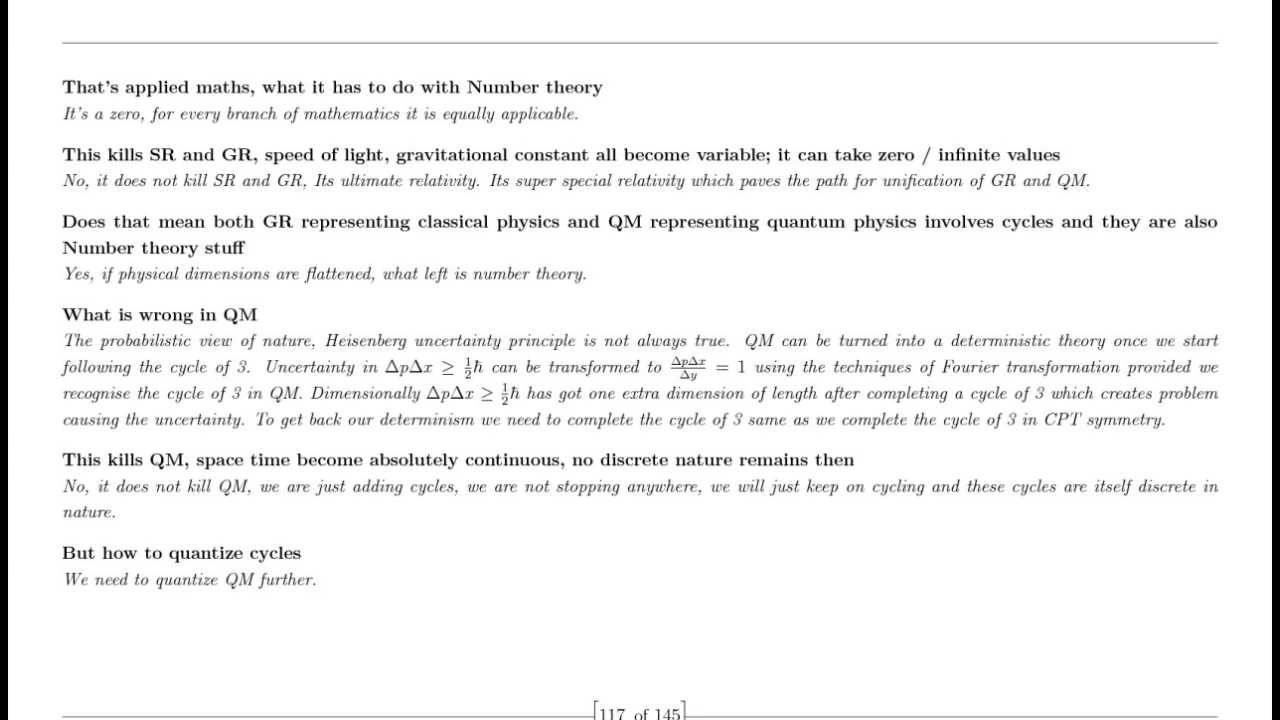 That's applied maths, what it has to do with Number theory
It's a zero, for every branch of mathematics it is equally applicable.
This kills SR and GR, speed of light, gravitational constant all become variable; it can take zero / infinite values
No, it does not kill SR and GR, Its ultimate relativity. Its super special relativity which paves the path for unification of GR and QM.
Does that mean both GR representing classical physics and QM representing quantum physics involves cycles and they are also
Number theory stuff
Yes, if physical dimensions are flattened, what left is number theory.
What is wrong in QM
The probabilistic view of nature, Heisenberg uncertainty principle is not always true. QM can be turned into a deterministic theory once we start
following the cycle of 3. Uncertainty in ΔpΔx ≥ ½ħ can be transformed to ΔpΔx/Δy = 1 using the techniques of Fourier transformation provided we
recognise the cycle of 3 in QM. Dimensionally ΔpΔx ≥ ½ħ has got one extra dimension of length after completing a cycle of 3 which creates problem
causing the uncertainty. To get back our determinism we need to complete the cycle of 3 same as we complete the cycle of 3 in CPT symmetry.
This kills QM, space time become absolutely continuous, no discrete nature remains then
No, it does not kill QM, we are just adding cycles, we are not stopping anywhere, we will just keep on cycling and these cycles are itself discrete in
nature.
But how to quantize cycles
We need to quantize QM further.
[117 of 145]